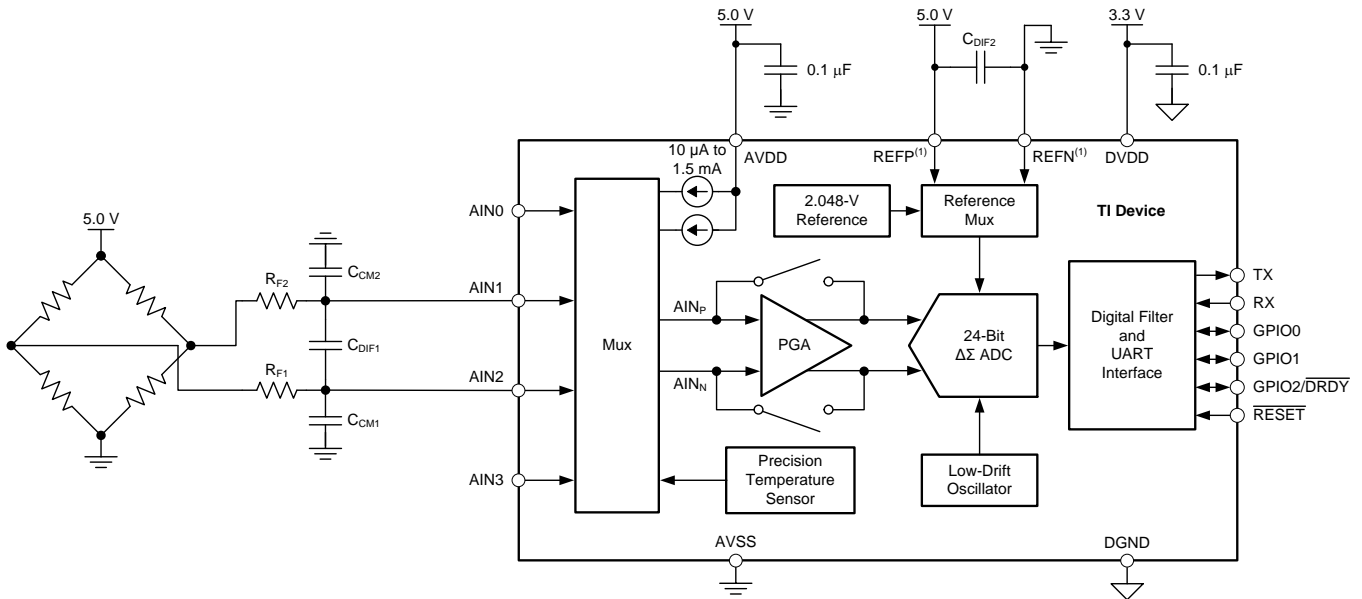 5.0 V
5.0 V
3.3 V
C_DIF2
0.1 μF
0.1 μF
10 μA to
1.5 mA
AVDD
REFP(1)
REFN(1)
DVDD
2.048-V
Reference
Reference
Mux
TI Device
AIN0
5.0 V
C_CM2
R_F2
AIN1
TX
RX
AIN_P
Digital Filter
and
UART
Interface
24-Bit
ΔΣ ADC
GPIO0
Mux
PGA
C_DIF1
GPIO1
R_F1
AIN2
AIN_N
GPIO2/DRDY
RESET
C_CM1
Precision
Temperature
Sensor
Low-Drift
Oscillator
AIN3
AVSS
DGND